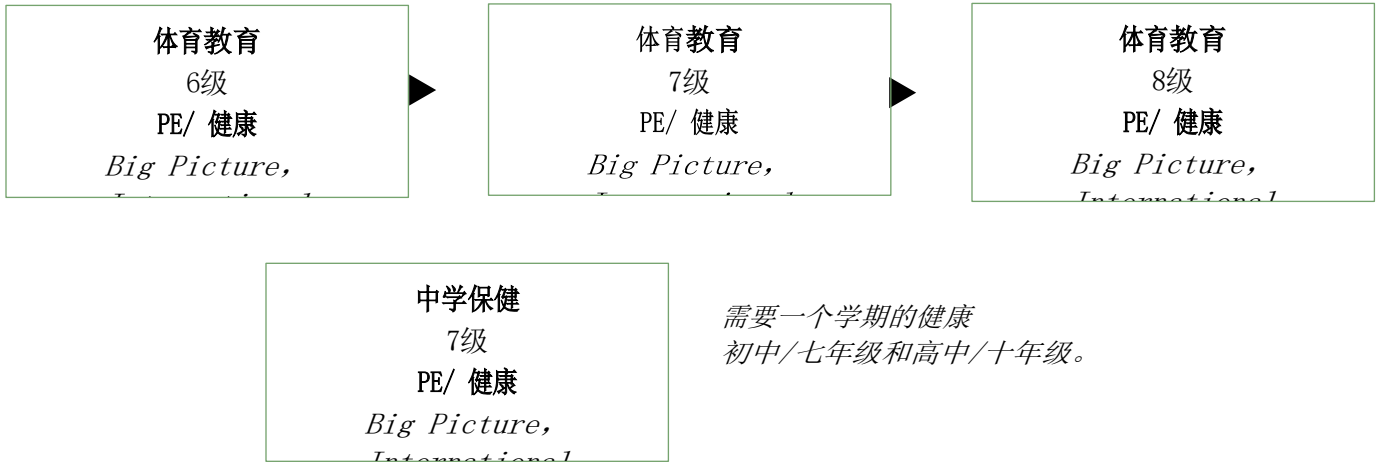 体育教育
6级
PE/ 健康
Big Picture,
体育教育
7级
PE/ 健康
Big Picture,
体育教育
8级
PE/ 健康
Big Picture,
International
中学保健
7级
PE/ 健康
Big Picture,
International
需要一个学期的健康
初中/七年级和高中/十年级。